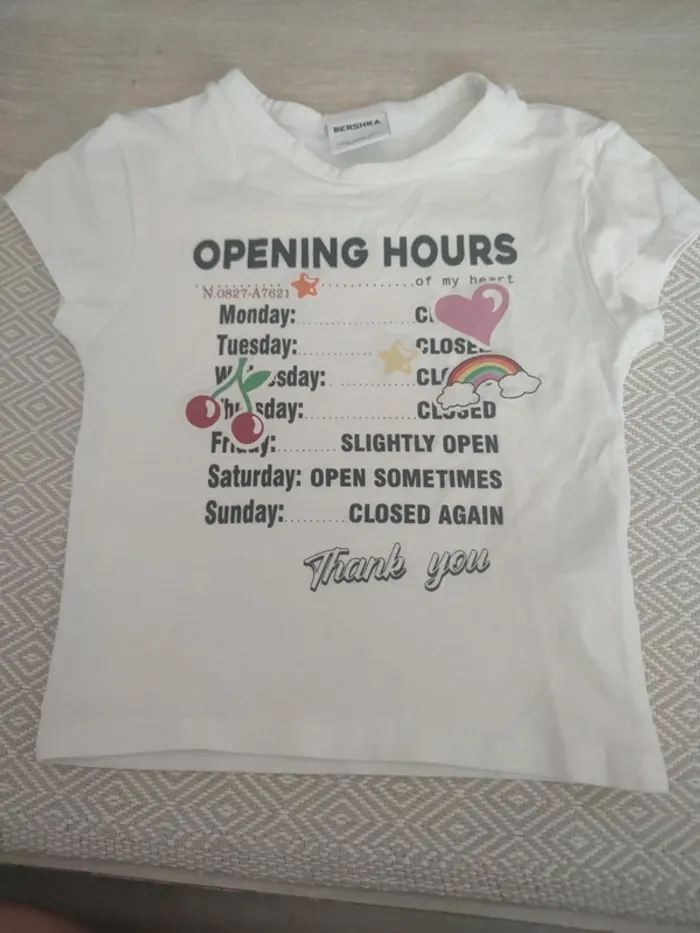 BERSHKA
OPENING HOURS
of my heart
N.0827-A7621
Monday:
Tuesday: CLOSED
Friday: SLIGHTLY OPEN
Saturday: OPEN SOMETIMES
Sunday: CLOSED AGAIN
Thank you